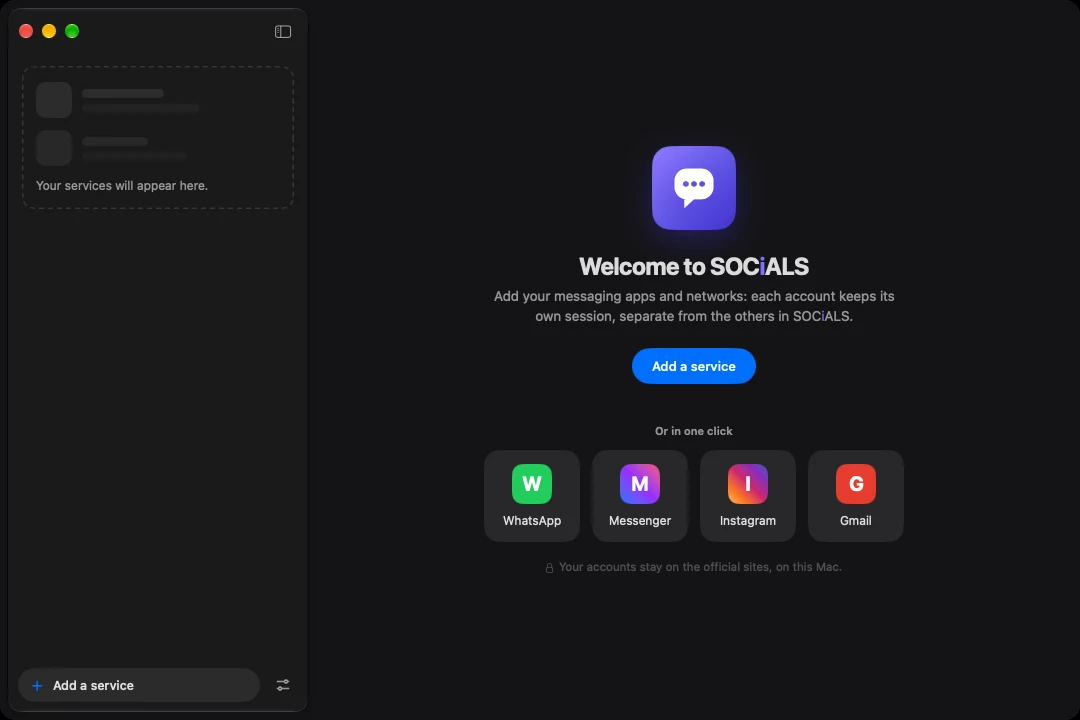 Your services will appear here.
Add a service
Welcome to SOCiALS
Add your messaging apps and networks: each account keeps its
own session, separate from the others in SOCiALS.
Add a service
Or in one click
W
WhatsApp
M
Messenger
I
Instagram
G
Gmail
Your accounts stay on the official sites, on this Mac.